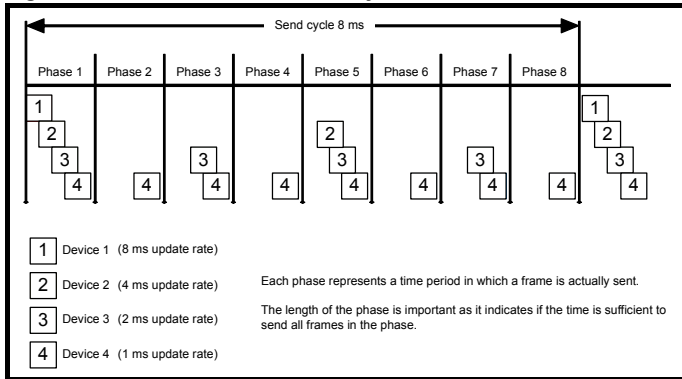 Send cycle 8 ms
Phase 1 Phase 2 Phase 3 Phase 4 Phase 5 Phase 6 Phase 7 Phase 8
1 1
2 2 2
3 3 3 3 3
4 4 4 4 4 4 4 4 4
1 Device 1 (8 ms update rate)
2 Device 2 (4 ms update rate)
3 Device 3 (2 ms update rate)
4 Device 4 (1 ms update rate)
Each phase represents a time period in which a frame is actually sent.
The length of the phase is important as it indicates if the time is sufficient to
send all frames in the phase.